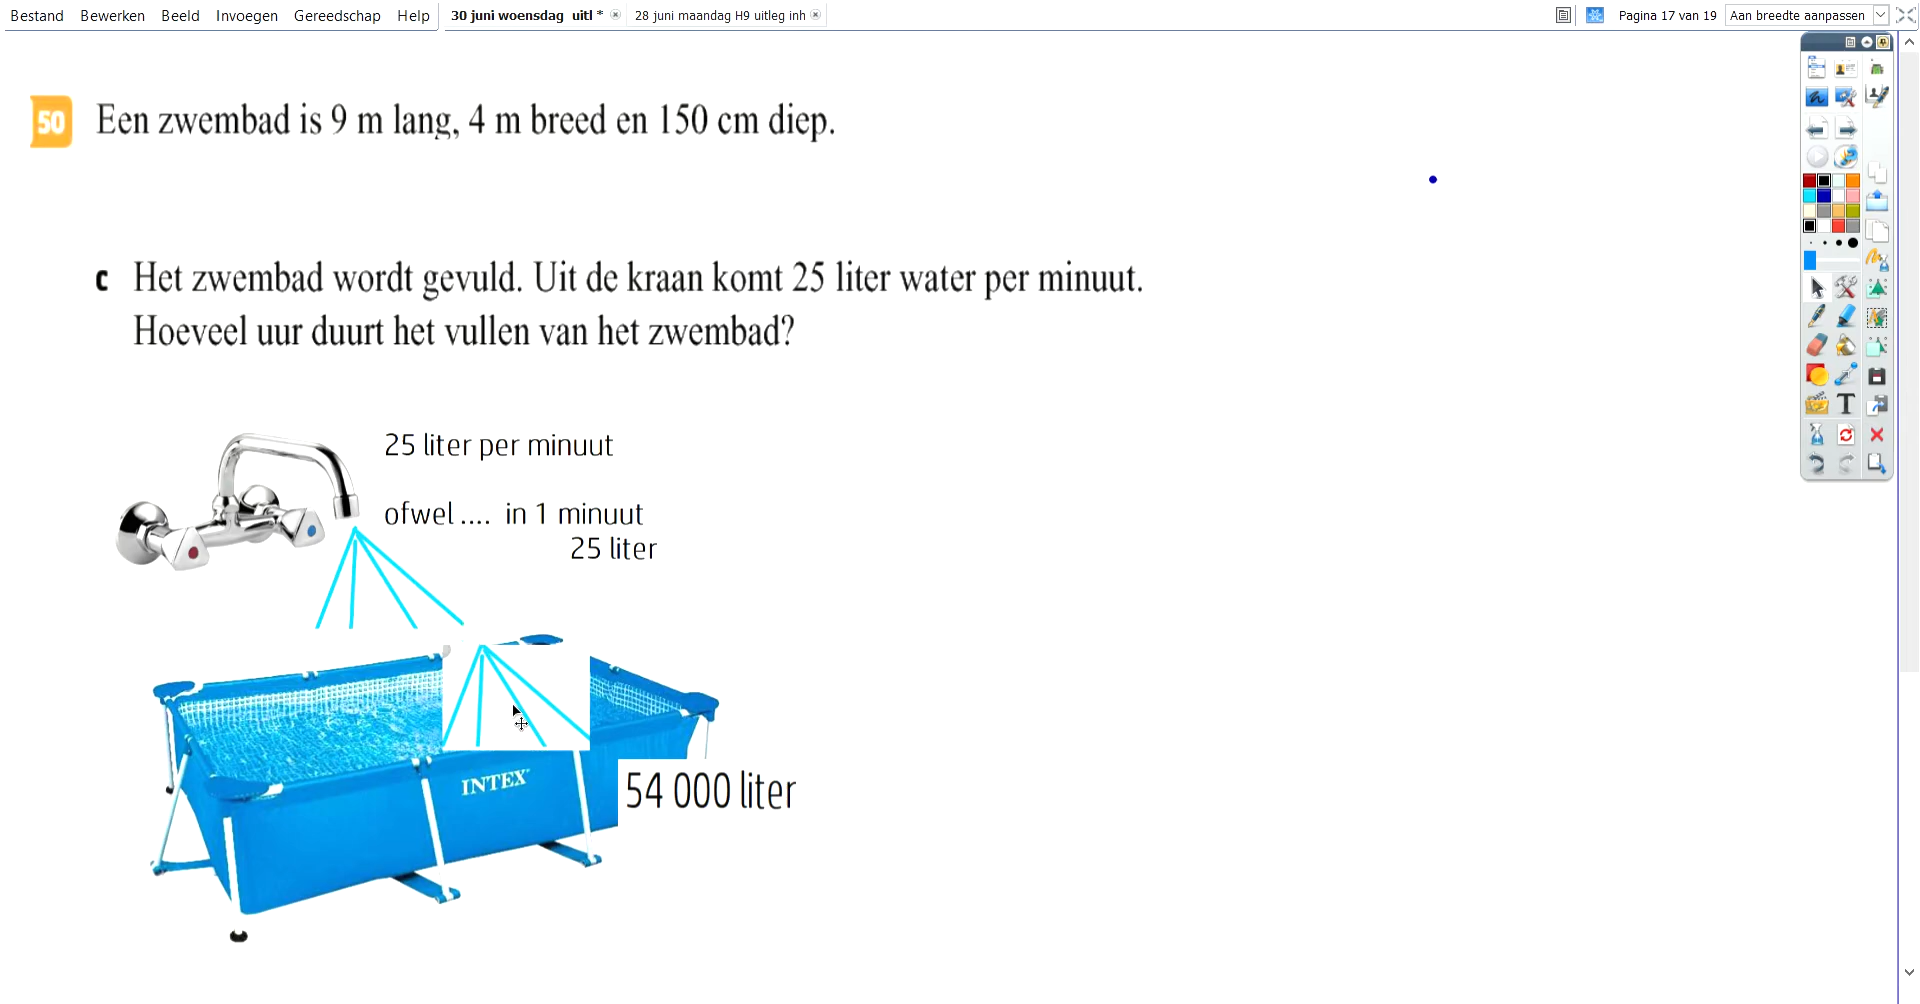 Bestand Bewerken Beeld Invoegen Gereedschap Help 30 juni woensdag uitl * 28 juni maandag H9 uitleg inh Pagina 17 van 19 Aan breedte aanpassen
50 Een zwembad is 9 m lang, 4 m breed en 150 cm diep.
c Het zwembad wordt gevuld. Uit de kraan komt 25 liter water per minuut.
Hoeveel uur duurt het vullen van het zwembad?
25 liter per minuut
ofwel .... in 1 minuut
25 liter
INTEX
54 000 liter
T